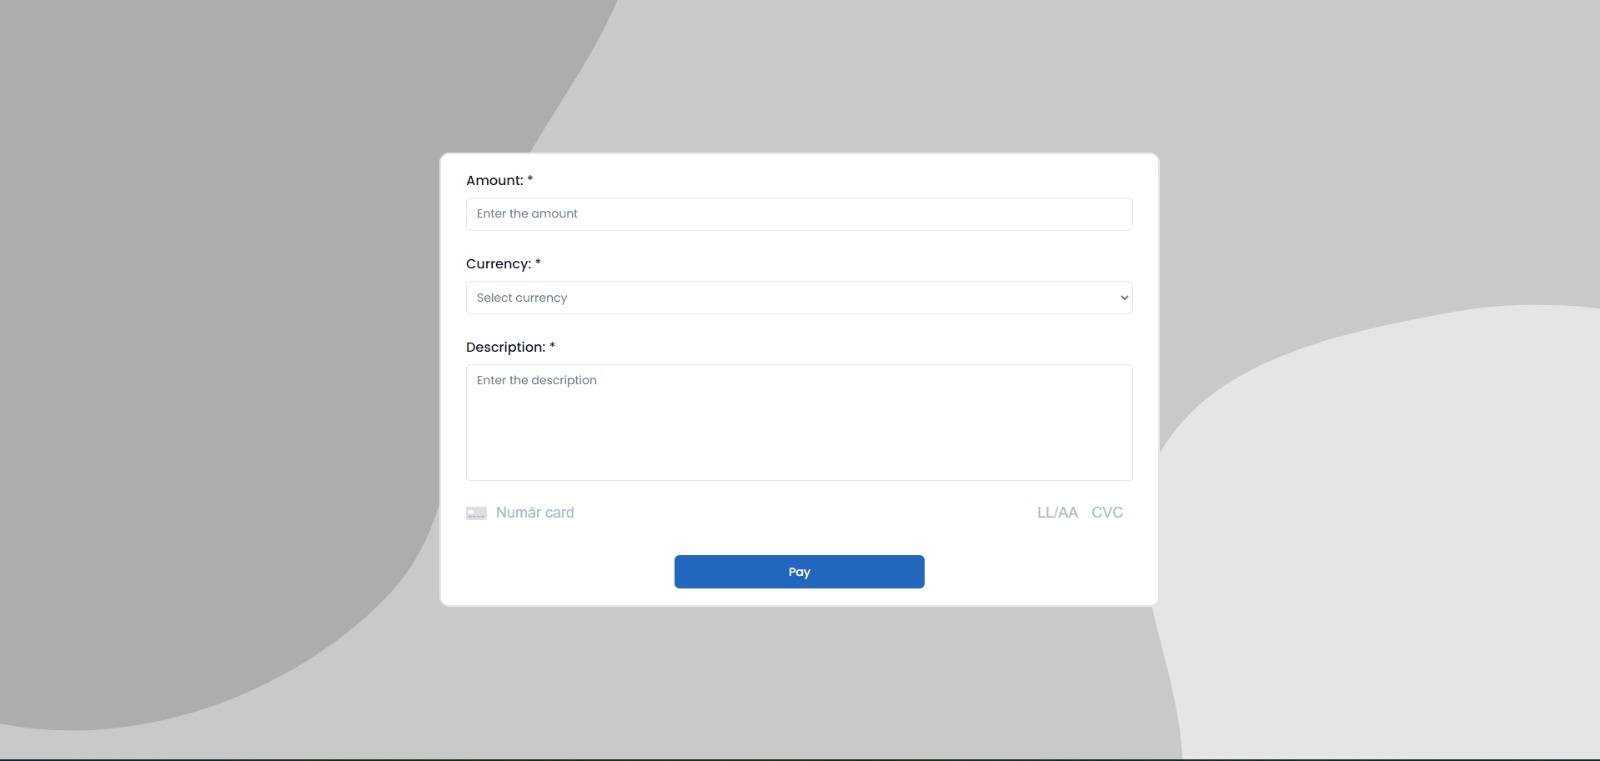 Amount: *
Enter the amount
Currency: *
Select currency
Description: *
Enter the description
Număr card LL/AA CVC
Pay